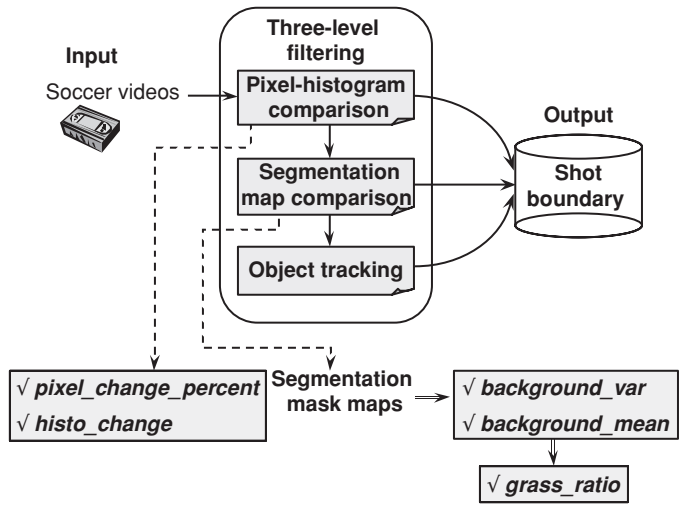 Three-level
filtering
Input
Soccer videos
Pixel-histogram
comparison
Output
Segmentation
map comparison
Shot
boundary
Object tracking
√ pixel_change_percent
√ histo_change
Segmentation
mask maps
√ background_var
√ background_mean
√ grass_ratio